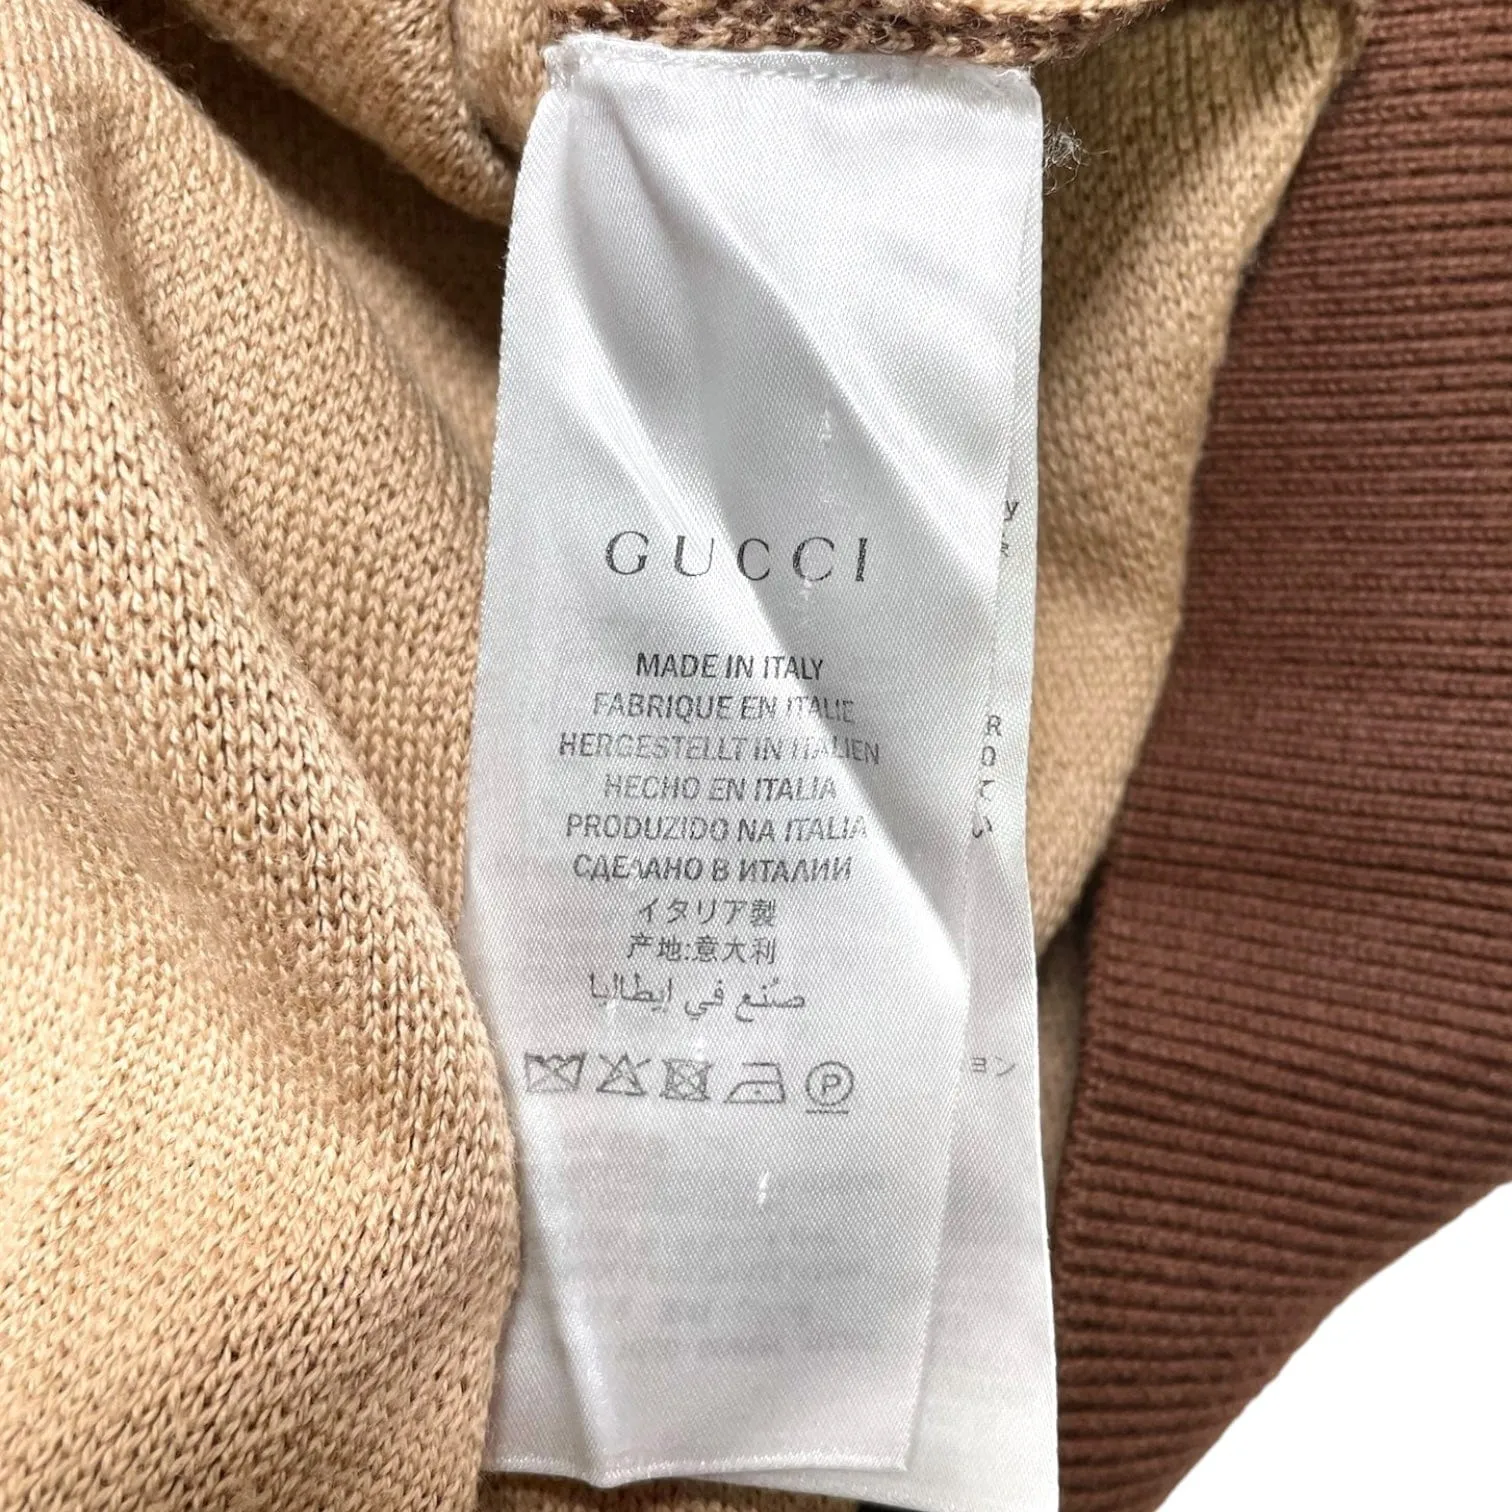 GUCCI
MADE IN ITALY
FABRIQUE EN ITALIE
HERGESTELLT IN ITALIEN
HECHO EN ITALIA
PRODUZIDO NA ITALIA
СДЕЛАНО В ИТАЛИИ
イタリア製
产地:意大利
صُنع في إيطاليا
P